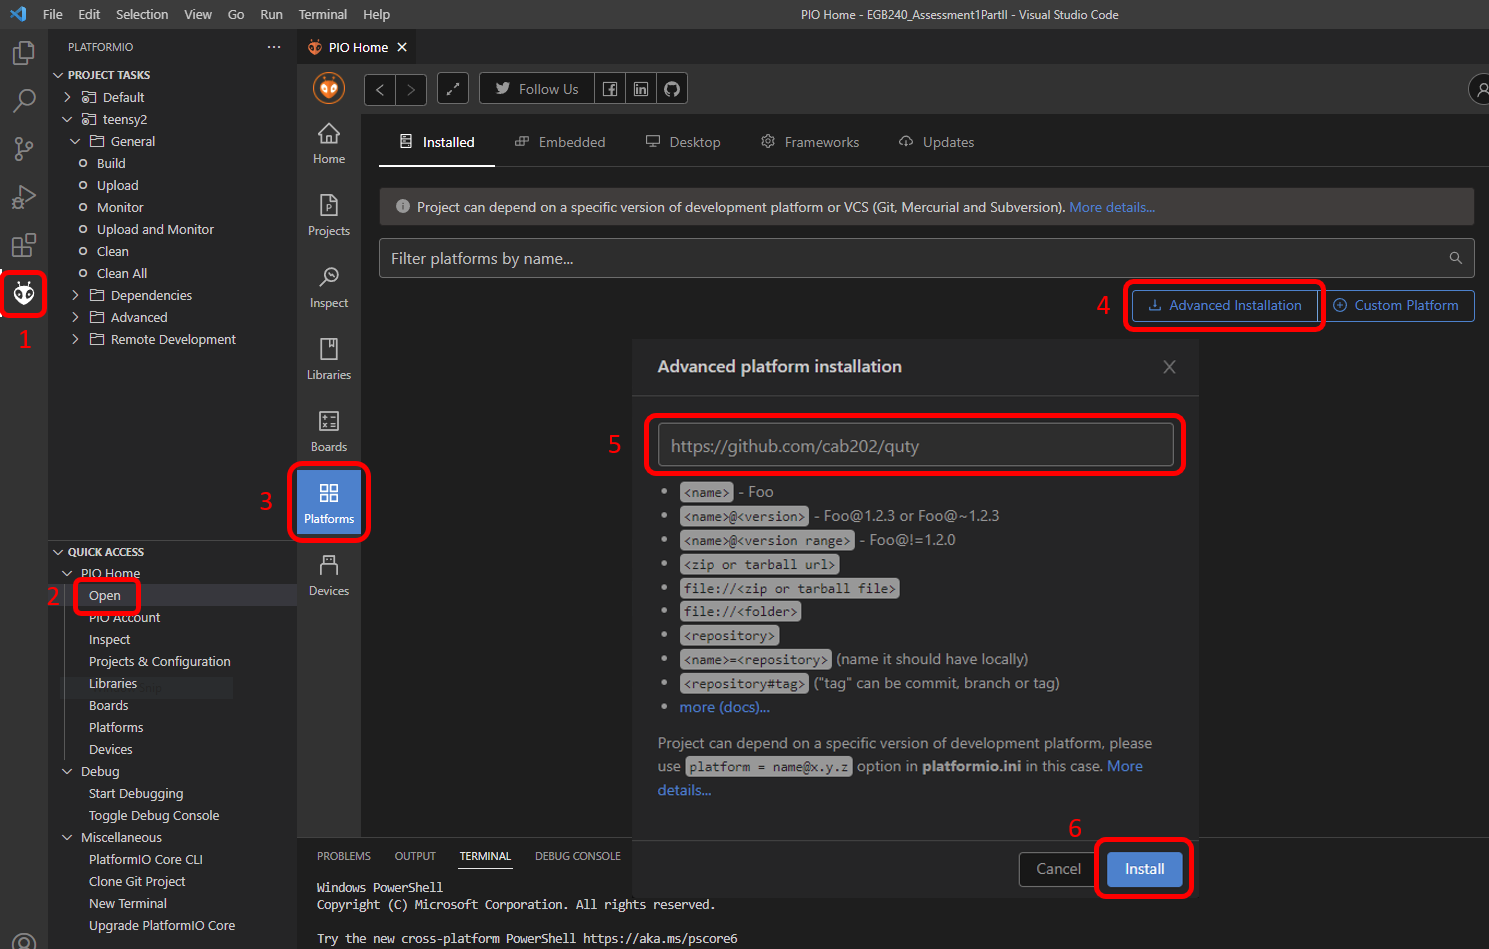 File Edit Selection View Go Run Terminal Help
PIO Home - EGB240_Assessment1PartII - Visual Studio Code
PLATFORMIO
PROJECT TASKS
Default
teensy2
General
Build
Upload
Monitor
Upload and Monitor
Clean
Clean All
Dependencies
Advanced
Remote Development
1
QUICK ACCESS
PIO Home
2
Open
PIO Account
Inspect
Projects & Configuration
Libraries
Boards
Platforms
Devices
Debug
Start Debugging
Toggle Debug Console
Miscellaneous
PlatformIO Core CLI
Clone Git Project
New Terminal
Upgrade PlatformIO Core
PIO Home
Follow Us
Home
Projects
Inspect
Libraries
Boards
3
Platforms
Devices
Installed Embedded Desktop Frameworks Updates
Project can depend on a specific version of development platform or VCS (Git, Mercurial and Subversion). More details...
Filter platforms by name...
4 Advanced Installation Custom Platform
Advanced platform installation
5 https://github.com/cab202/quty
<name> - Foo
<name>@<version> - Foo@1.2.3 or Foo@~1.2.3
<name>@<version range> - Foo@!=1.2.0
<zip or tarball url>
file://<zip or tarball file>
file://<folder>
<repository>
<name>=<repository> (name it should have locally)
<repository#tag> ("tag" can be commit, branch or tag)
more (docs)...
Project can depend on a specific version of development platform, please
use platform = name@x.y.z option in platformio.ini in this case. More
details...
6
Cancel Install
PROBLEMS OUTPUT TERMINAL DEBUG CONSOLE
Windows PowerShell
Copyright (C) Microsoft Corporation. All rights reserved.
Try the new cross-platform PowerShell https://aka.ms/pscore6